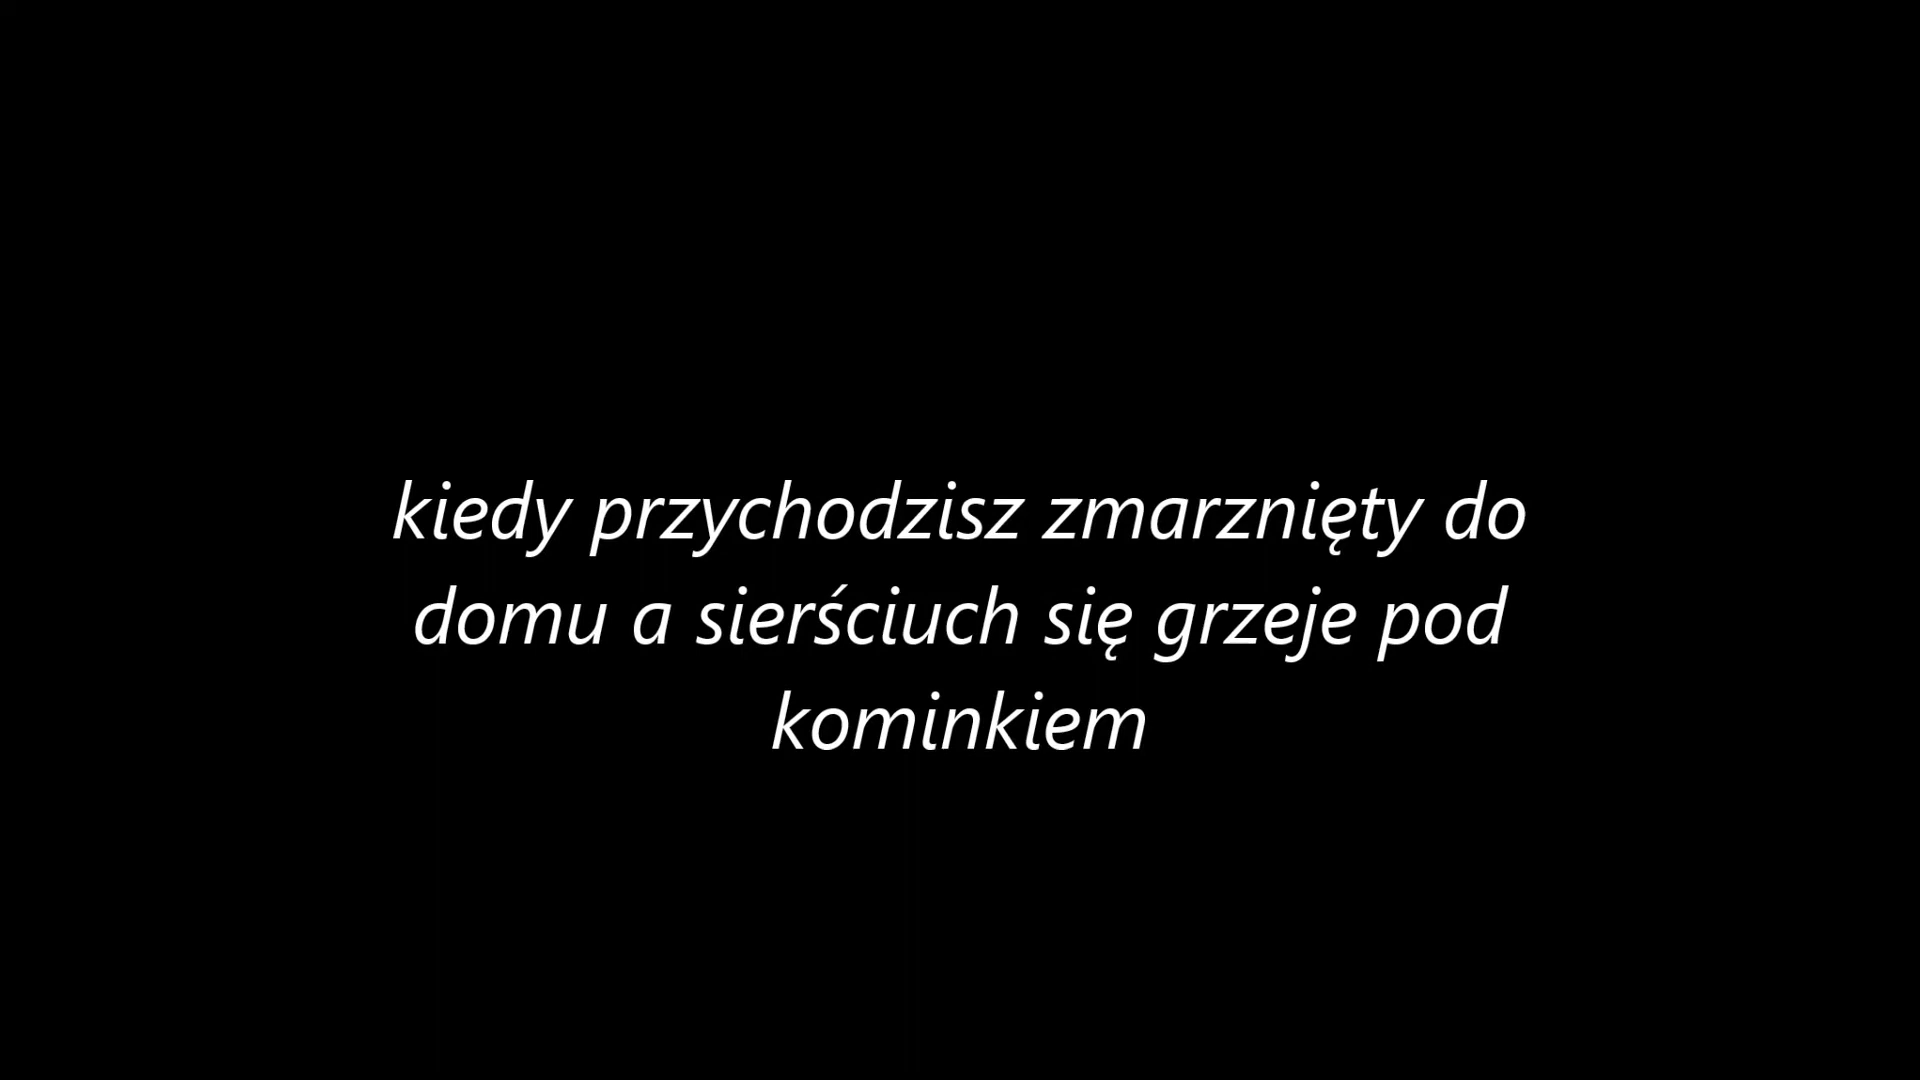 kiedy przychodzisz zmarznięty do
domu a sierściuch się grzeje pod
kominkiem